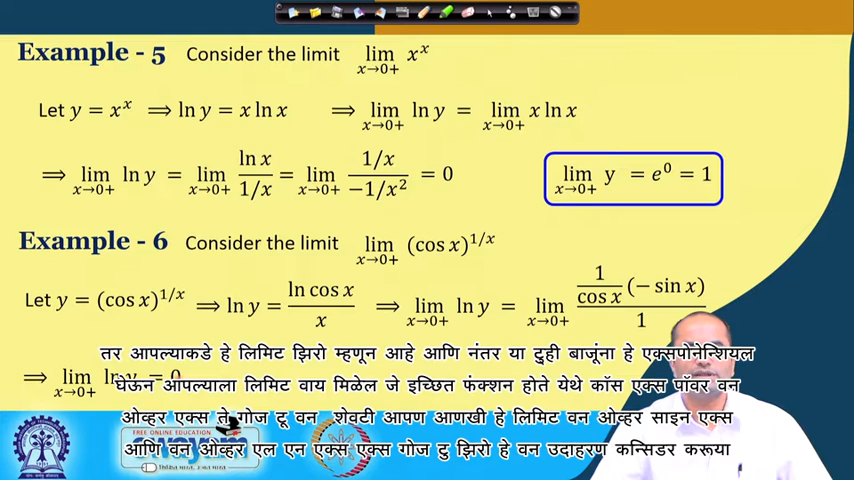 Example - 5 Consider the limit lim x→0+ x^x
Let y = x^x ⟹ ln y = x ln x ⟹ lim x→0+ ln y = lim x→0+ x ln x
⟹ lim x→0+ ln y = lim x→0+ ln x / 1/x = lim x→0+ 1/x / −1/x² = 0
lim x→0+ y = e⁰ = 1
Example - 6 Consider the limit lim x→0+ (cos x)^1/x
Let y = (cos x)^1/x ⟹ ln y = ln cos x / x ⟹ lim x→0+ ln y = lim x→0+ 1/cos x (− sin x) / 1
⟹ lim x→0+ ln y = 0
तर आपल्याकडे हे लिमिट झिरो म्हणून आहे आणि नंतर या दुही बाजूंना हे एक्सपोनेन्शियल
घेऊन आपल्याला लिमिट वाय मिळेल जे इच्छित फंक्शन होते येथे कॉस एक्स पॉवर वन
ओव्हर एक्स ते गोज टू वन शेवटी आपण आणखी हे लिमिट वन ओव्हर साइन एक्स
आणि वन ओव्हर एल एन एक्स एक्स गोज टु झिरो हे वन उदाहरण कन्सिडर करूया
FREE ONLINE EDUCATION
swayam